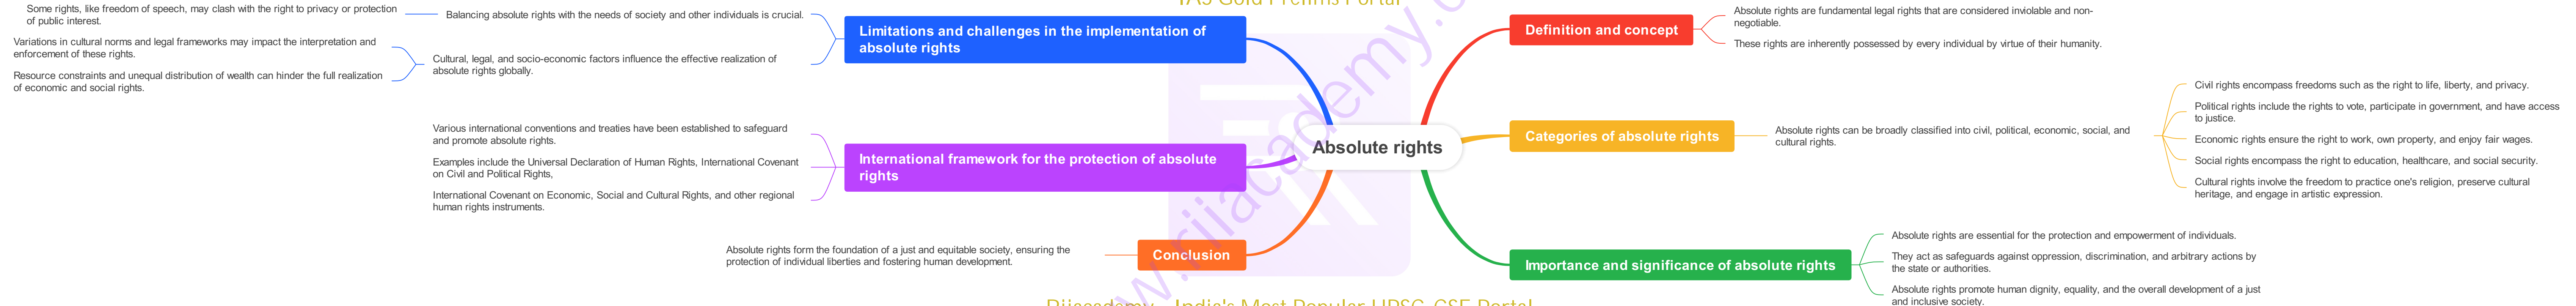 IAS Gold Prelims Portal
Absolute rights
Definition and concept
Absolute rights are fundamental legal rights that are considered inviolable and non-
negotiable.
These rights are inherently possessed by every individual by virtue of their humanity.
Categories of absolute rights
Absolute rights can be broadly classified into civil, political, economic, social, and
cultural rights.
Civil rights encompass freedoms such as the right to life, liberty, and privacy.
Political rights include the rights to vote, participate in government, and have access
to justice.
Economic rights ensure the right to work, own property, and enjoy fair wages.
Social rights encompass the right to education, healthcare, and social security.
Cultural rights involve the freedom to practice one's religion, preserve cultural
heritage, and engage in artistic expression.
Importance and significance of absolute rights
Absolute rights are essential for the protection and empowerment of individuals.
They act as safeguards against oppression, discrimination, and arbitrary actions by
the state or authorities.
Absolute rights promote human dignity, equality, and the overall development of a just
and inclusive society.
Limitations and challenges in the implementation of
absolute rights
Balancing absolute rights with the needs of society and other individuals is crucial.
Some rights, like freedom of speech, may clash with the right to privacy or protection
of public interest.
Cultural, legal, and socio-economic factors influence the effective realization of
absolute rights globally.
Variations in cultural norms and legal frameworks may impact the interpretation and
enforcement of these rights.
Resource constraints and unequal distribution of wealth can hinder the full realization
of economic and social rights.
International framework for the protection of absolute
rights
Various international conventions and treaties have been established to safeguard
and promote absolute rights.
Examples include the Universal Declaration of Human Rights, International Covenant
on Civil and Political Rights,
International Covenant on Economic, Social and Cultural Rights, and other regional
human rights instruments.
Conclusion
Absolute rights form the foundation of a just and equitable society, ensuring the
protection of individual liberties and fostering human development.
India's Most Popular UPSC-CSE Portal